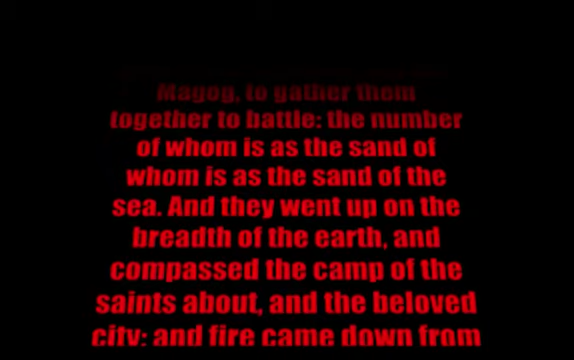 Magog, to gather them
together to battle: the number
of whom is as the sand of
whom is as the sand of the
sea. And they went up on the
breadth of the earth, and
compassed the camp of the
saints about, and the beloved
city: and fire came down from